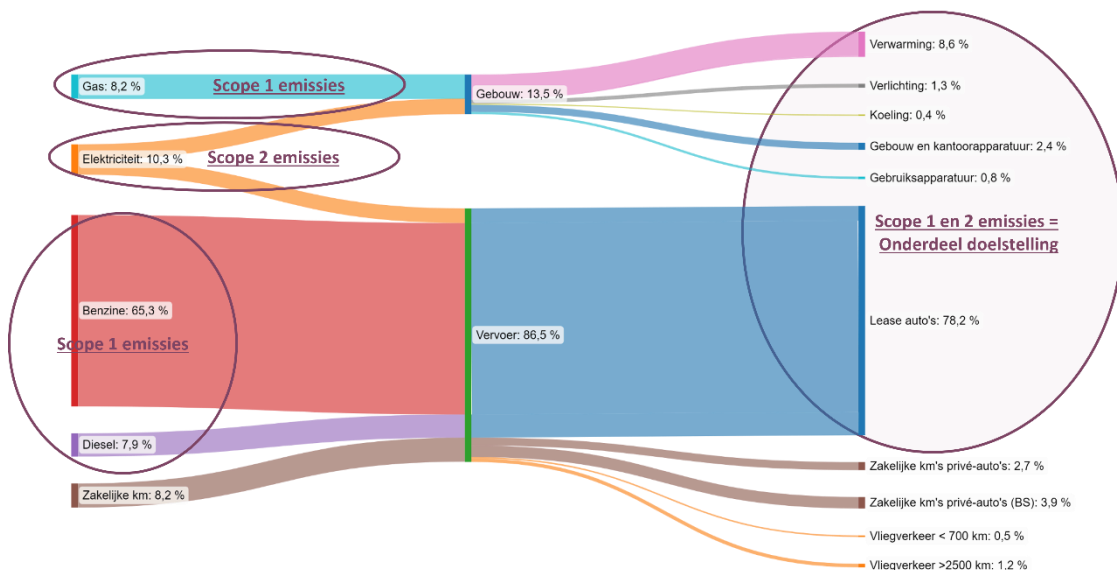 Gas: 8,2 %
Scope 1 emissies
Elektriciteit: 10,3 %
Scope 2 emissies
Benzine: 65,3 %
Scope 1 emissies
Diesel: 7,9 %
Zakelijke km: 8,2 %
Gebouw: 13,5 %
Vervoer: 86,5 %
Verwarming: 8,6 %
Verlichting: 1,3 %
Koeling: 0,4 %
Gebouw en kantoorapparatuur: 2,4 %
Gebruiksapparatuur: 0,8 %
Scope 1 en 2 emissies =
Onderdeel doelstelling
Lease auto's: 78,2 %
Zakelijke km's privé-auto's: 2,7 %
Zakelijke km's privé-auto's (BS): 3,9 %
Vliegverkeer < 700 km: 0,5 %
Vliegverkeer >2500 km: 1,2 %